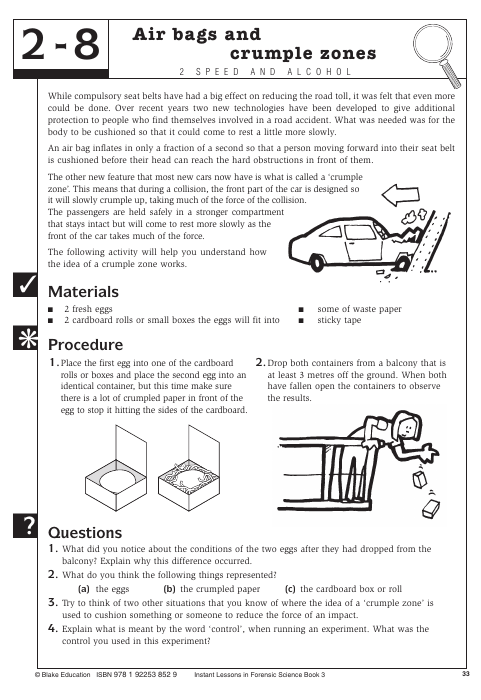 2-8
Air bags and
crumple zones
2 SPEED AND ALCOHOL
While compulsory seat belts have had a big effect on reducing the road toll, it was felt that even more
could be done. Over recent years two new technologies have been developed to give additional
protection to people who find themselves involved in a road accident. What was needed was for the
body to be cushioned so that it could come to rest a little more slowly.
An air bag inflates in only a fraction of a second so that a person moving forward into their seat belt
is cushioned before their head can reach the hard obstructions in front of them.
The other new feature that most new cars now have is what is called a 'crumple
zone'. This means that during a collision, the front part of the car is designed so
it will slowly crumple up, taking much of the force of the collision.
The passengers are held safely in a stronger compartment
that stays intact but will come to rest more slowly as the
front of the car takes much of the force.
The following activity will help you understand how
the idea of a crumple zone works.
Materials
■ 2 fresh eggs
■ 2 cardboard rolls or small boxes the eggs will fit into
■ some of waste paper
■ sticky tape
Procedure
1. Place the first egg into one of the cardboard
rolls or boxes and place the second egg into an
identical container, but this time make sure
there is a lot of crumpled paper in front of the
egg to stop it hitting the sides of the cardboard.
2. Drop both containers from a balcony that is
at least 3 metres off the ground. When both
have fallen open the containers to observe
the results.
?
Questions
1. What did you notice about the conditions of the two eggs after they had dropped from the
balcony? Explain why this difference occurred.
2. What do you think the following things represented?
(a) the eggs (b) the crumpled paper (c) the cardboard box or roll
3. Try to think of two other situations that you know of where the idea of a 'crumple zone' is
used to cushion something or someone to reduce the force of an impact.
4. Explain what is meant by the word 'control', when running an experiment. What was the
control you used in this experiment?
© Blake Education ISBN 978 1 92253 852 9 Instant Lessons in Forensic Science Book 3 33